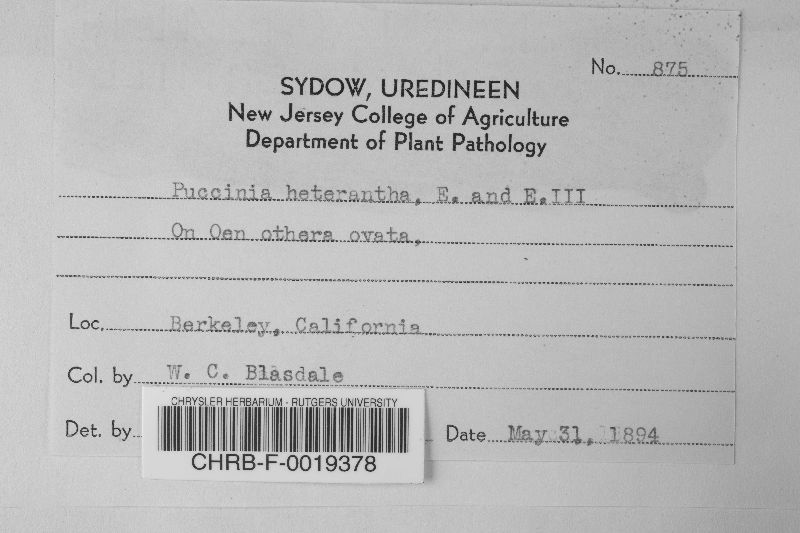 No. 875
SYDOW, UREDINEEN
New Jersey College of Agriculture
Department of Plant Pathology
Puccinia heterantha, E. and E.III
On Oen othera ovata,
Loc. Berkeley, California
Col. by W. C. Blasdale
Det. by
CHRYSLER HERBARIUM - RUTGERS UNIVERSITY
CHRB-F-0019378
Date May 31, 1894